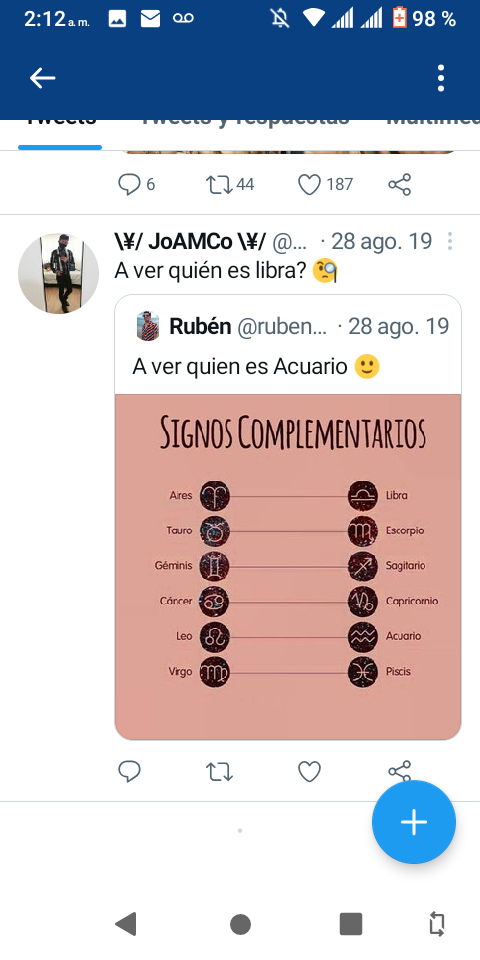 2:12 a. m. 98 %
Tweets Tweets y respuestas Multimed
6 44 187
\¥/ JoAMCo \¥/ @... · 28 ago. 19
A ver quién es libra? 🧐
Rubén @ruben... · 28 ago. 19
A ver quien es Acuario 🙂
SIGNOS COMPLEMENTARIOS
Aires Libra
Tauro Escorpio
Géminis Sagitario
Cáncer Capricornio
Leo Acuario
Virgo Piscis